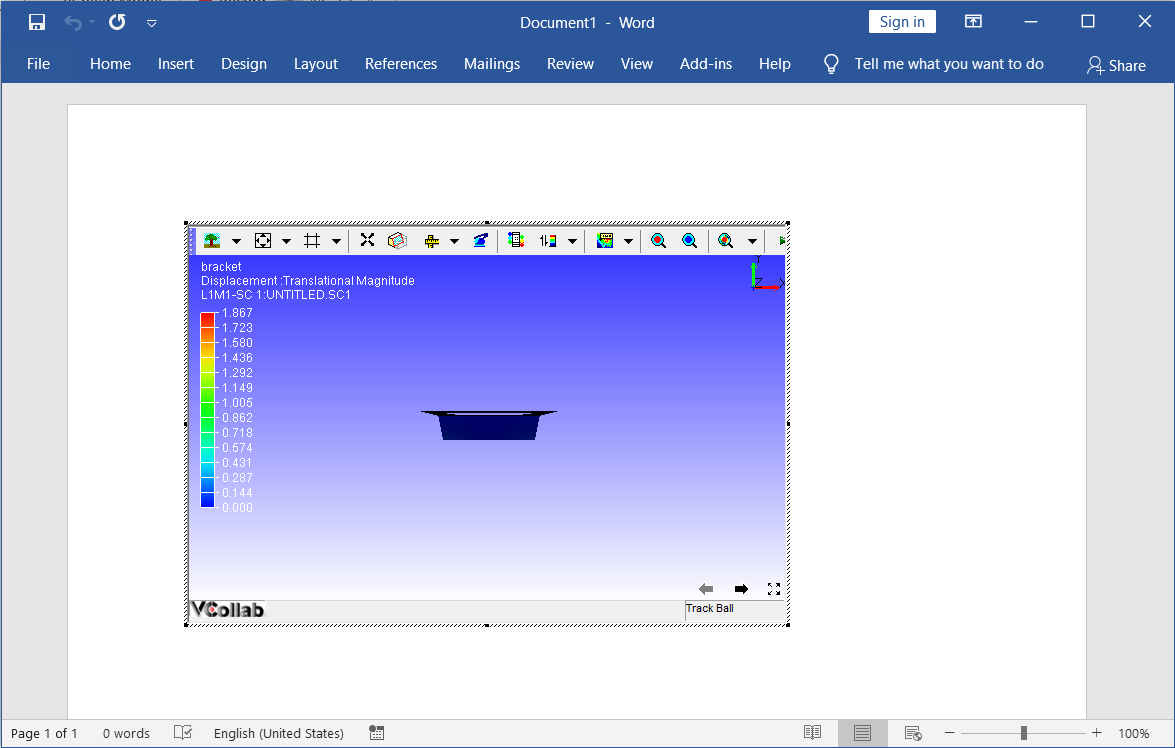 Document1 - Word
Sign in
File Home Insert Design Layout References Mailings Review View Add-ins Help Tell me what you want to do Share
bracket
Displacement :Translational Magnitude
L1M1-SC 1:UNTITLED.SC1
Y
Z
X
1.867
1.723
1.580
1.436
1.292
1.149
1.005
0.862
0.718
0.574
0.431
0.287
0.144
0.000
VCollab
Track Ball
Page 1 of 1 0 words English (United States) 100%